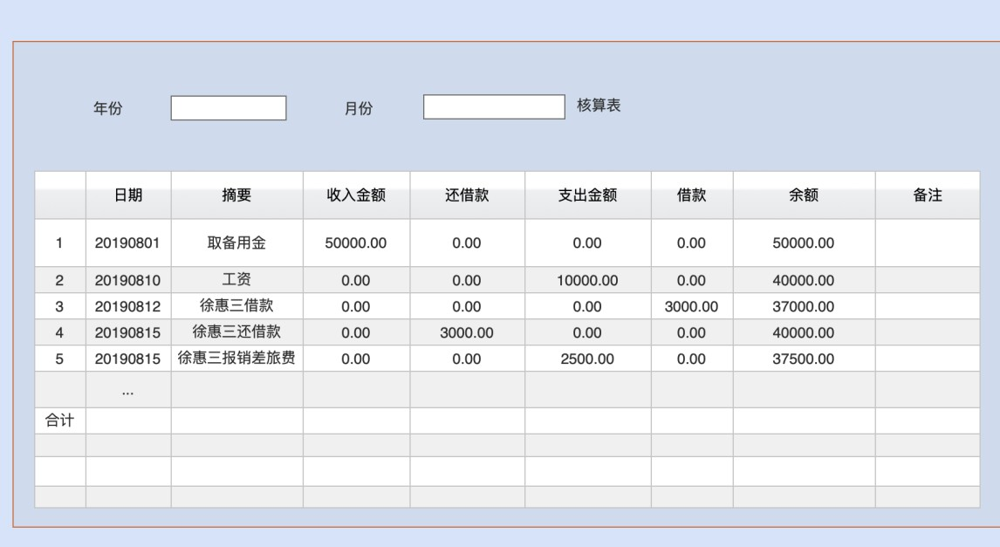 年份 月份 核算表
日期 摘要 收入金额 还借款 支出金额 借款 余额 备注
1 20190801 取备用金 50000.00 0.00 0.00 0.00 50000.00
2 20190810 工资 0.00 0.00 10000.00 0.00 40000.00
3 20190812 徐惠三借款 0.00 0.00 0.00 3000.00 37000.00
4 20190815 徐惠三还借款 0.00 3000.00 0.00 0.00 40000.00
5 20190815 徐惠三报销差旅费 0.00 0.00 2500.00 0.00 37500.00
...
合计